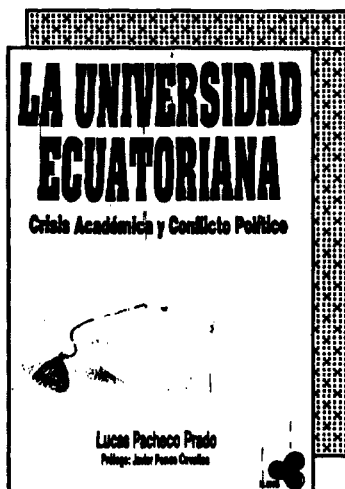 LA UNIVERSIDAD
ECUATORIANA
Crisis Académica y Conflicto Político
Lucas Pacheco Prado
Prólogo: Javier Ponce Cevallos